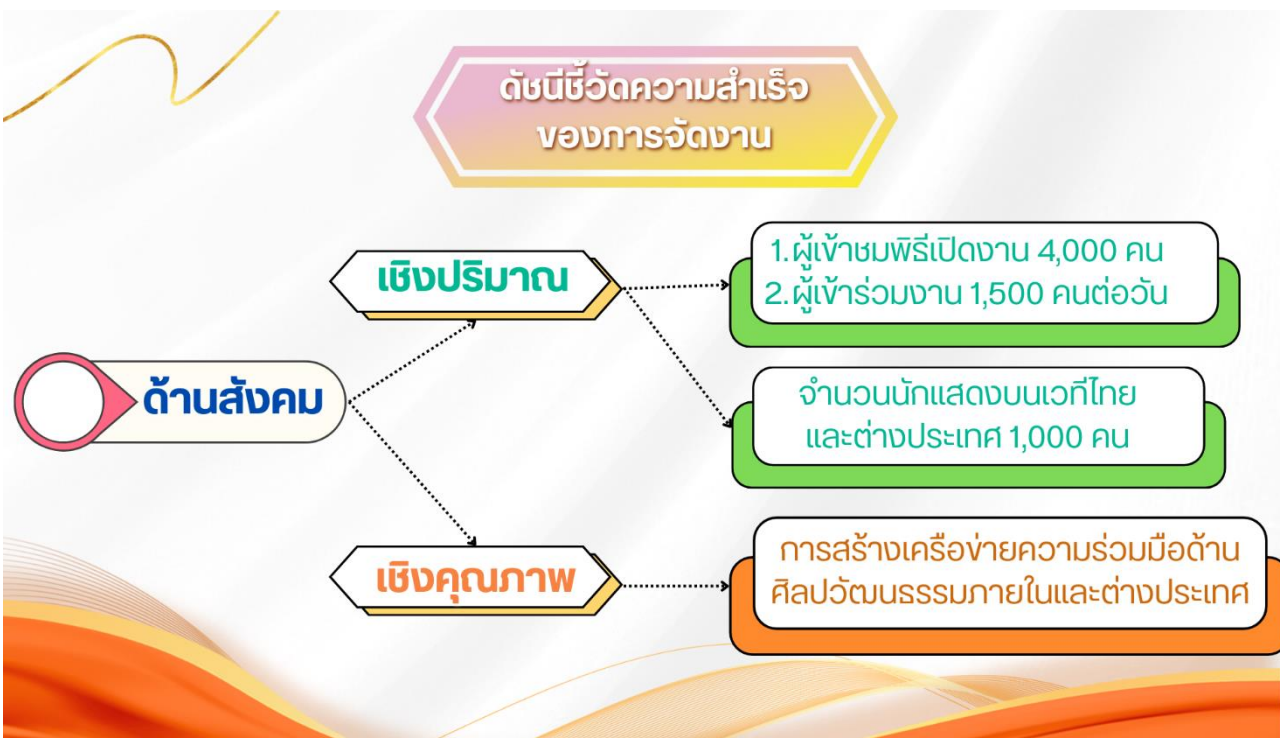 ดัชนีชี้วัดความสำเร็จ
ของการจัดงาน
ด้านสังคม
เชิงปริมาณ
1.ผู้เข้าชมพิธีเปิดงาน 4,000 คน
2.ผู้เข้าร่วมงาน 1,500 คนต่อวัน
จำนวนนักแสดงบนเวทีไทย
และต่างประเทศ 1,000 คน
เชิงคุณภาพ
การสร้างเครือข่ายความร่วมมือด้าน
ศิลปวัฒนธรรมภายในและต่างประเทศ